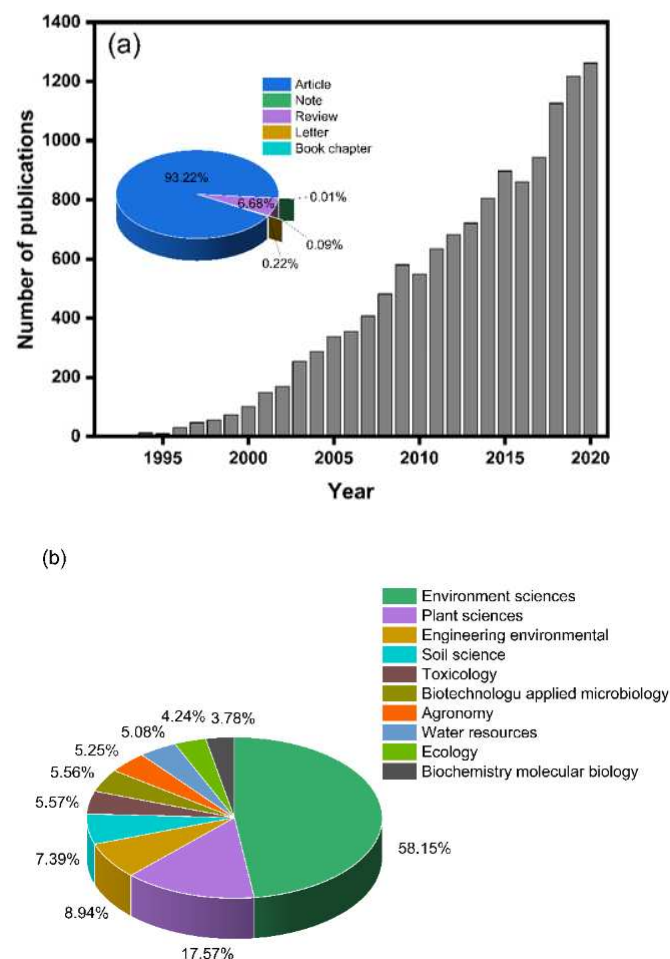 (a)
1400
1200
1000
800
600
400
200
0
Number of publications
Article
Note
Review
Letter
Book chapter
93.22%
6.68%
0.01%
0.09%
0.22%
1995
2000
2005
2010
2015
2020
Year
(b)
Environment sciences
Plant sciences
Engineering environmental
Soil science
Toxicology
Biotechnologu applied microbiology
Agronomy
Water resources
Ecology
Biochemistry molecular biology
4.24%
3.78%
5.08%
5.25%
5.56%
5.57%
7.39%
8.94%
17.57%
58.15%